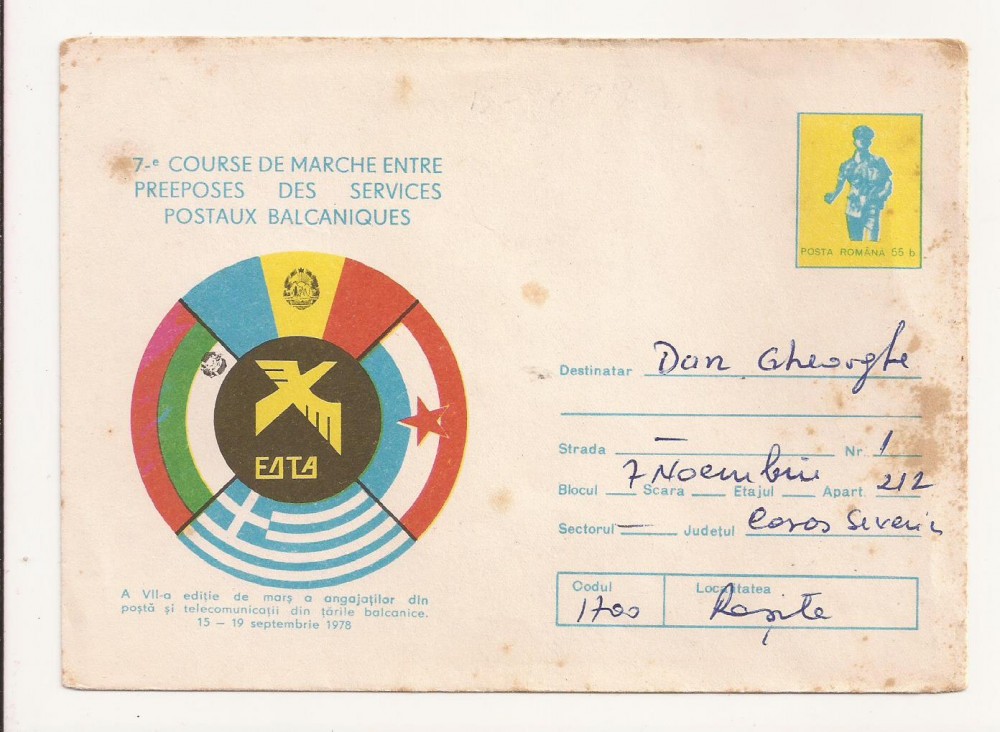 7-e COURSE DE MARCHE ENTRE
PREEPOSES DES SERVICES
POSTAUX BALCANIQUES
POSTA ROMÂNĂ 55 b
ΕΔΤΑ
A VII-a ediție de marș a angajaților din
poștă și telecomunicații din țările balcanice.
15 – 19 septembrie 1978
Destinatar Dan Gheorghe
Strada — Nr. 1
7 Noembrie
Blocul Scara Etajul Apart. 212
Sectorul — Județul Caras Severin
Codul Localitatea
1700 Reșița